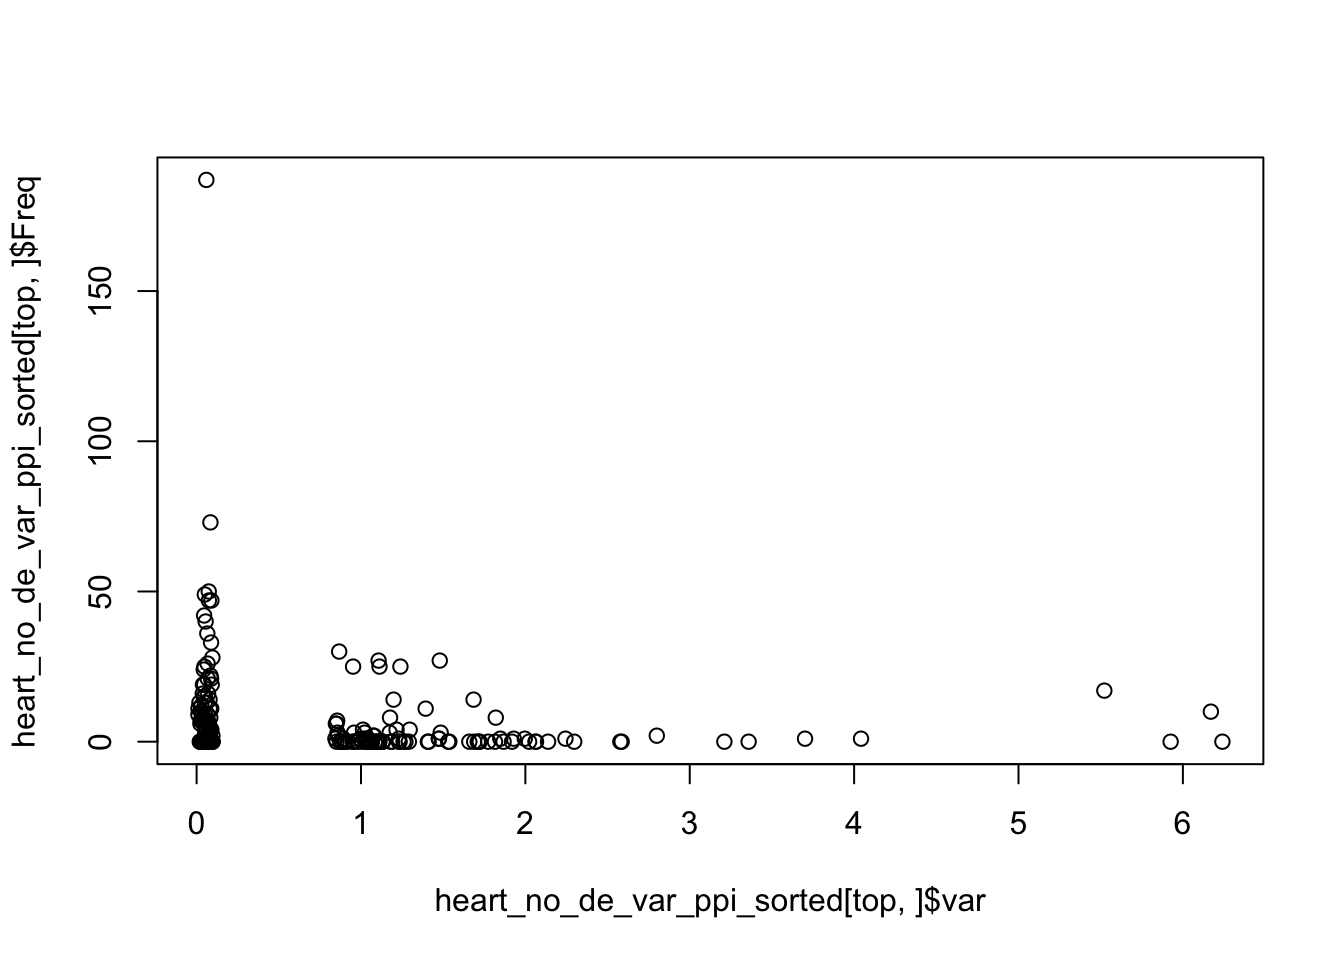 heart_no_de_var_ppi_sorted[top, ]$Freq
150
100
50
0
0 1 2 3 4 5 6
heart_no_de_var_ppi_sorted[top, ]$var